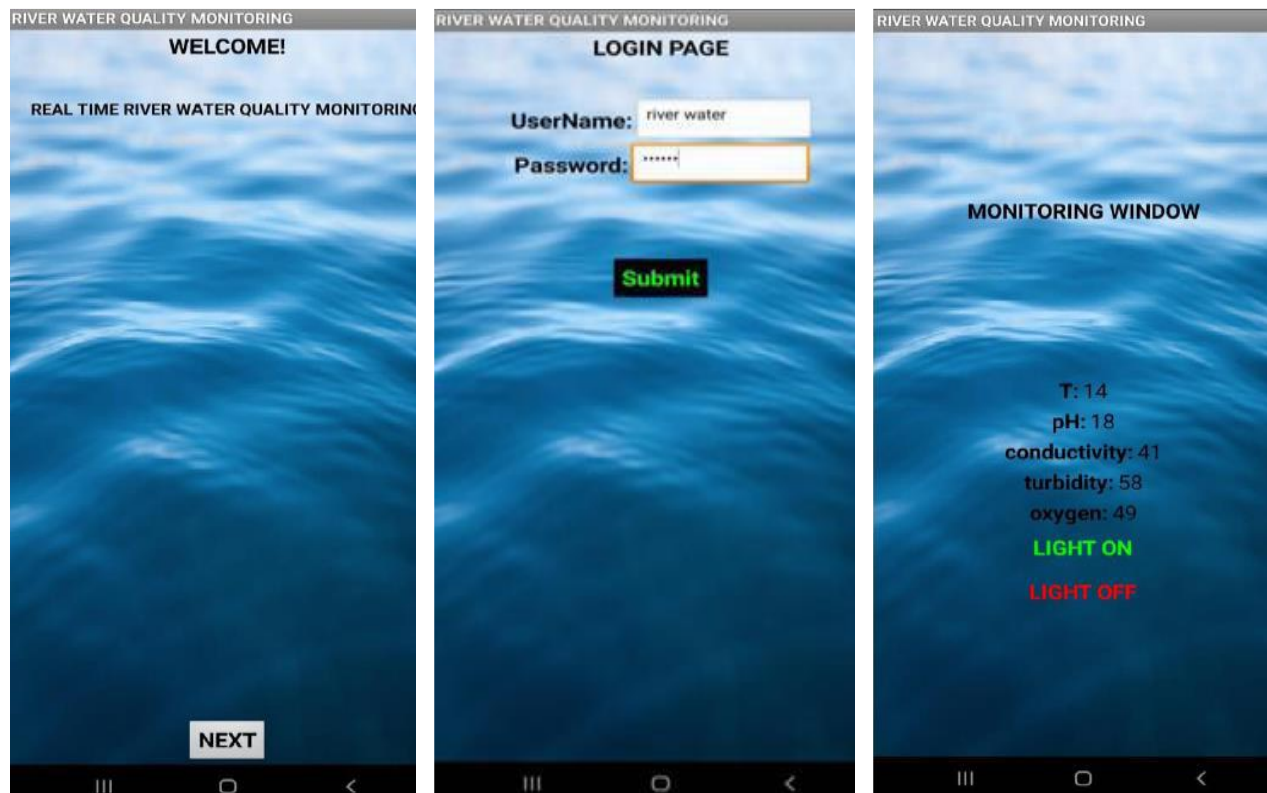 RIVER WATER QUALITY MONITORING
WELCOME!
REAL TIME RIVER WATER QUALITY MONITORING
NEXT
RIVER WATER QUALITY MONITORING
LOGIN PAGE
UserName: river water
Password: ••••••
Submit
RIVER WATER QUALITY MONITORING
MONITORING WINDOW
T: 14
pH: 18
conductivity: 41
turbidity: 58
oxygen: 49
LIGHT ON
LIGHT OFF